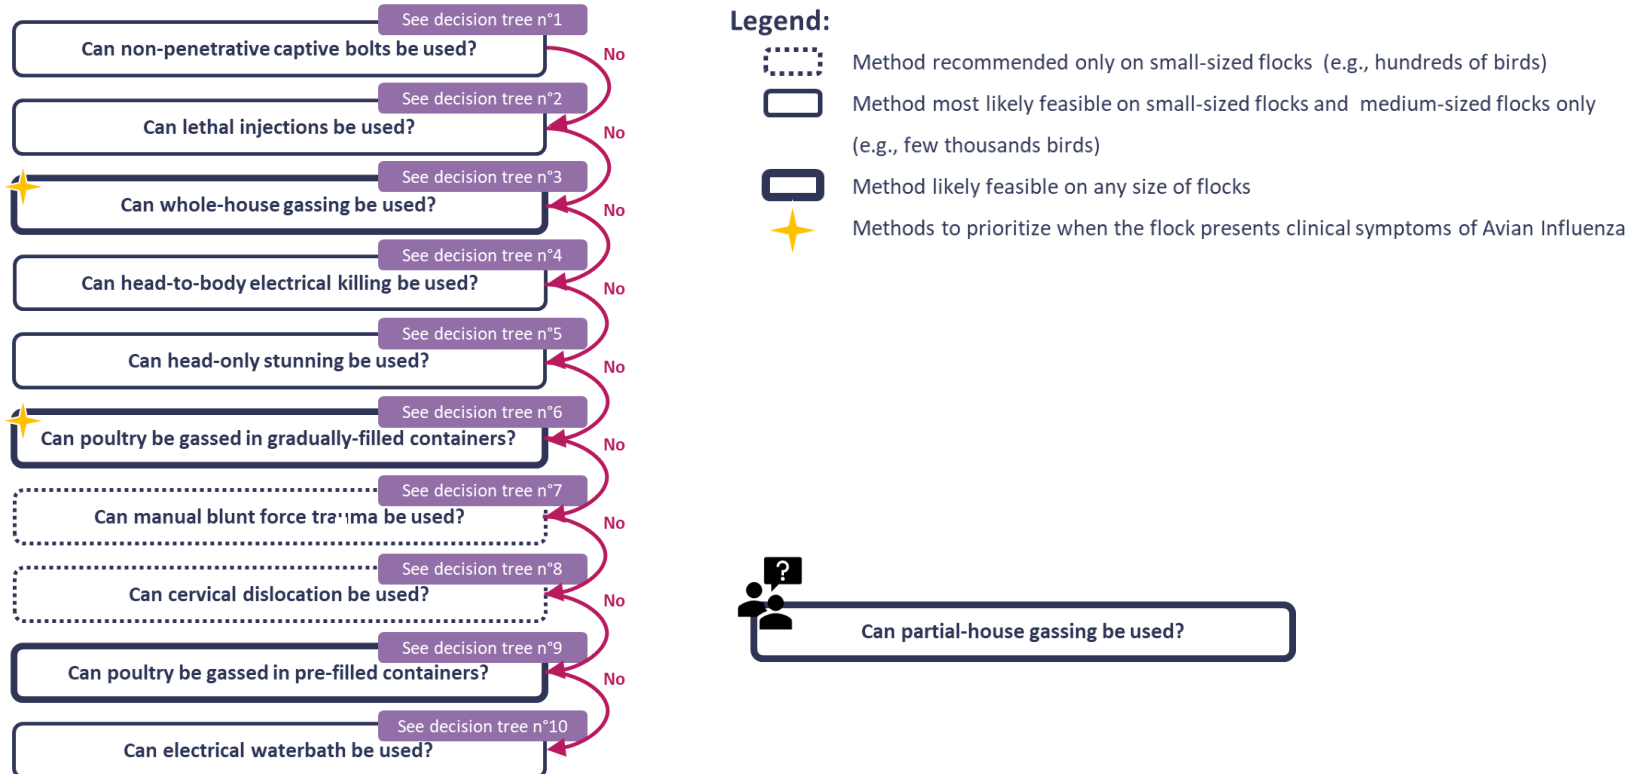 See decision tree n°1
Can non-penetrative captive bolts be used?
No
See decision tree n°2
Can lethal injections be used?
No
See decision tree n°3
Can whole-house gassing be used?
No
See decision tree n°4
Can head-to-body electrical killing be used?
No
See decision tree n°5
Can head-only stunning be used?
No
See decision tree n°6
Can poultry be gassed in gradually-filled containers?
No
See decision tree n°7
Can manual blunt force trauma be used?
No
See decision tree n°8
Can cervical dislocation be used?
No
See decision tree n°9
Can poultry be gassed in pre-filled containers?
No
See decision tree n°10
Can electrical waterbath be used?
Legend:
Method recommended only on small-sized flocks (e.g., hundreds of birds)
Method most likely feasible on small-sized flocks and medium-sized flocks only
(e.g., few thousands birds)
Method likely feasible on any size of flocks
Methods to prioritize when the flock presents clinical symptoms of Avian Influenza
?
Can partial-house gassing be used?